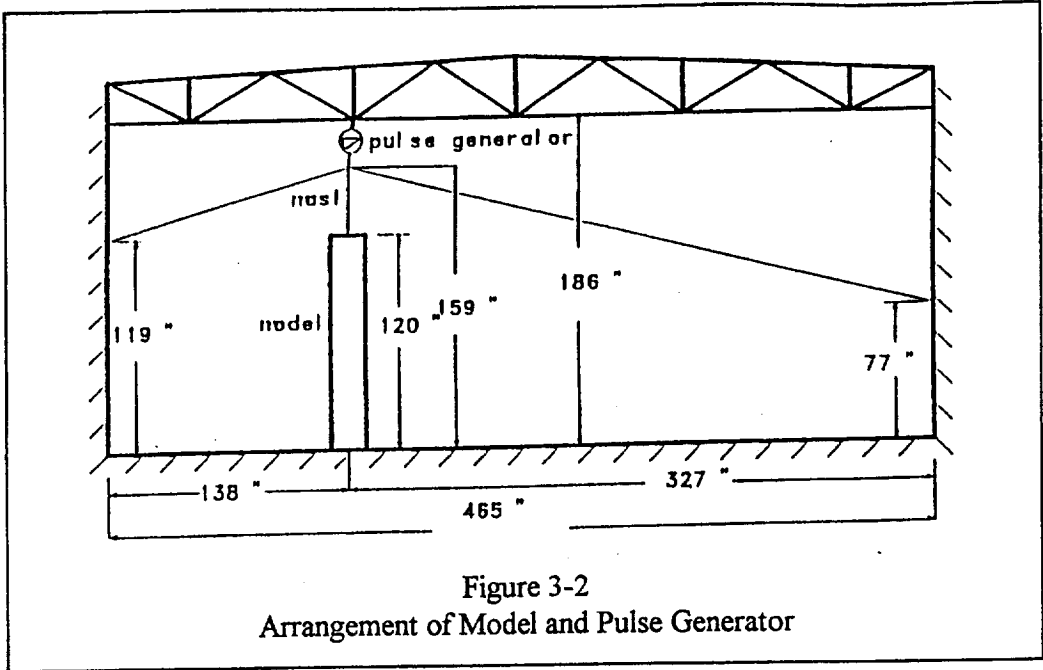 pulse generator
mast
model
119 "
120 "
159 "
186 "
77 "
138 "
327 "
465 "
Figure 3-2
Arrangement of Model and Pulse Generator